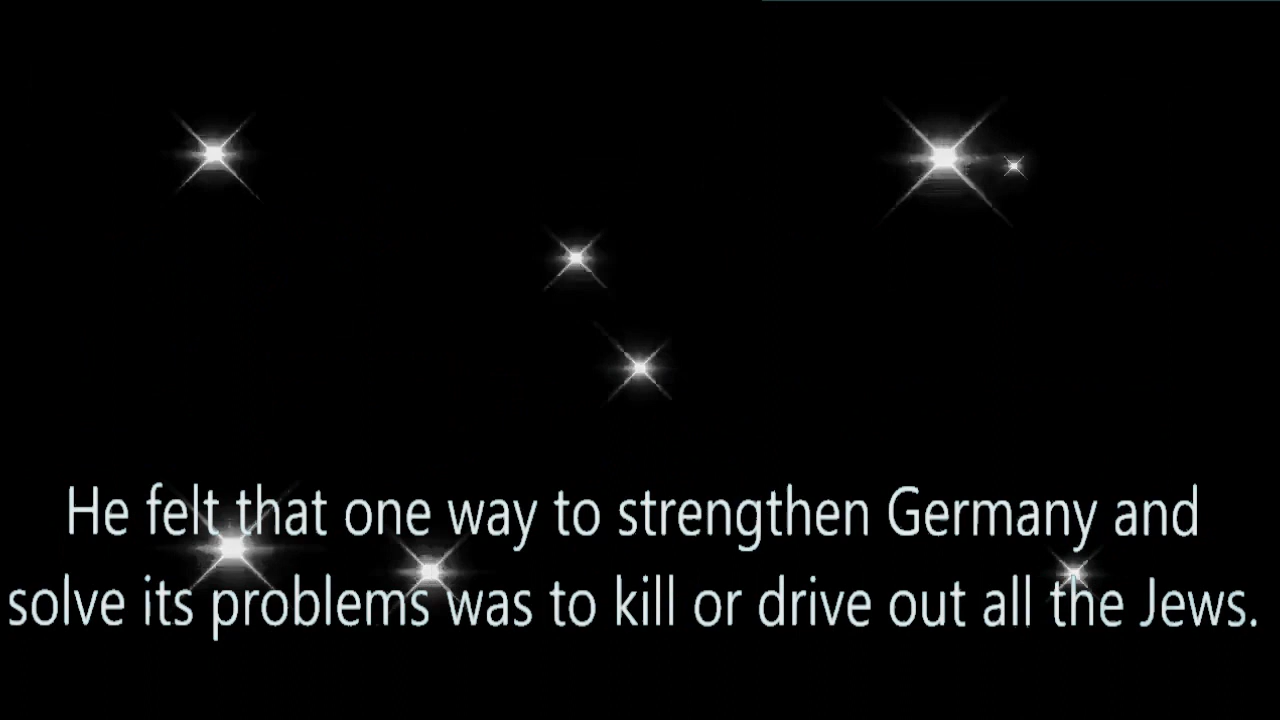 He felt that one way to strengthen Germany and
solve its problems was to kill or drive out all the Jews.